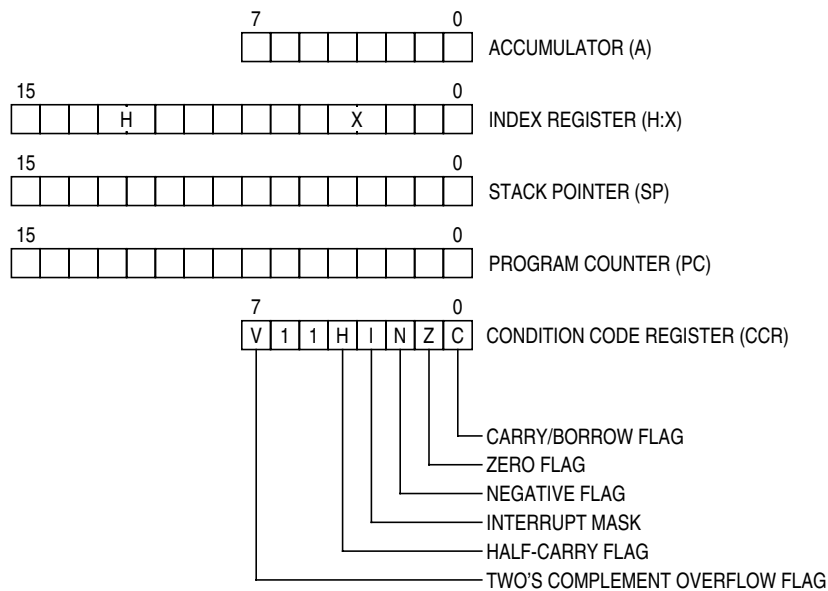 7 0
ACCUMULATOR (A)
15 0
H X INDEX REGISTER (H:X)
15 0
STACK POINTER (SP)
15 0
PROGRAM COUNTER (PC)
7 0
V 1 1 H I N Z C CONDITION CODE REGISTER (CCR)
CARRY/BORROW FLAG
ZERO FLAG
NEGATIVE FLAG
INTERRUPT MASK
HALF-CARRY FLAG
TWO'S COMPLEMENT OVERFLOW FLAG